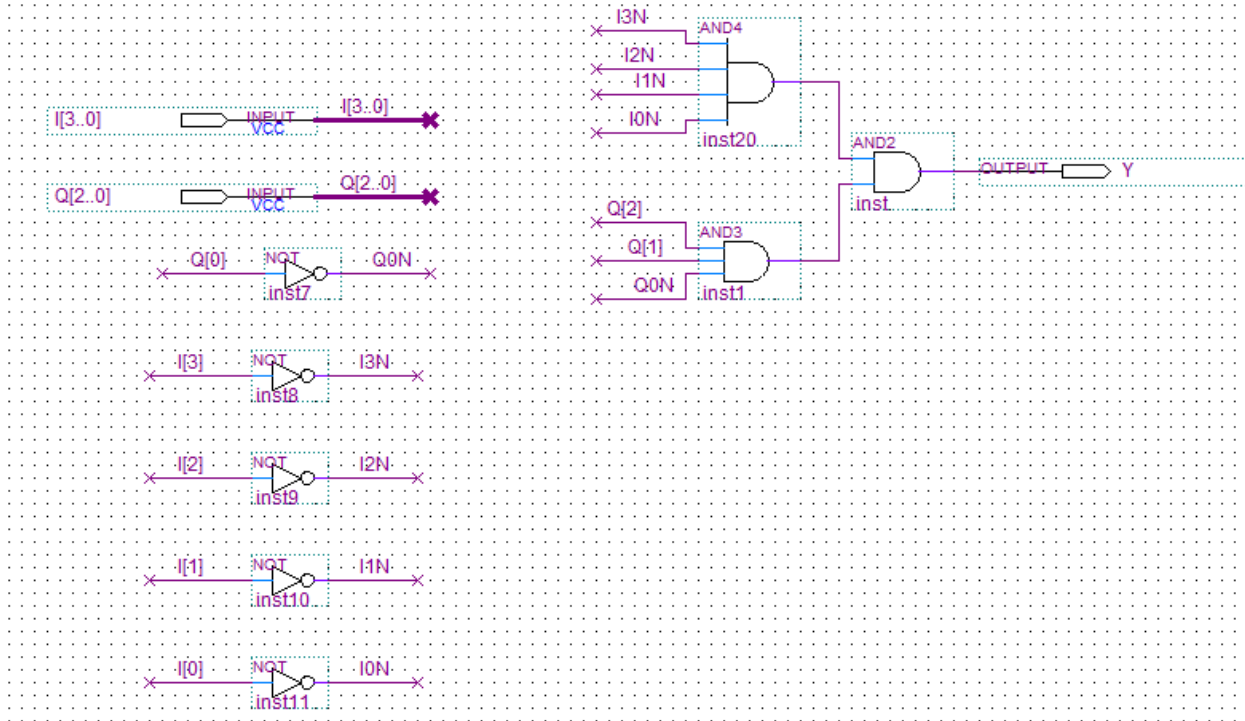 I[3..0]
INPUT
VCC
I[3..0]
Q[2..0]
INPUT
VCC
Q[2..0]
Q[0]
NOT
Q0N
inst7
I[3]
NOT
I3N
inst8
I[2]
NOT
I2N
inst9
I[1]
NOT
I1N
inst10
I[0]
NOT
I0N
inst11
I3N
AND4
I2N
I1N
I0N
inst20
Q[2]
AND3
Q[1]
Q0N
inst1
AND2
inst
OUTPUT
Y